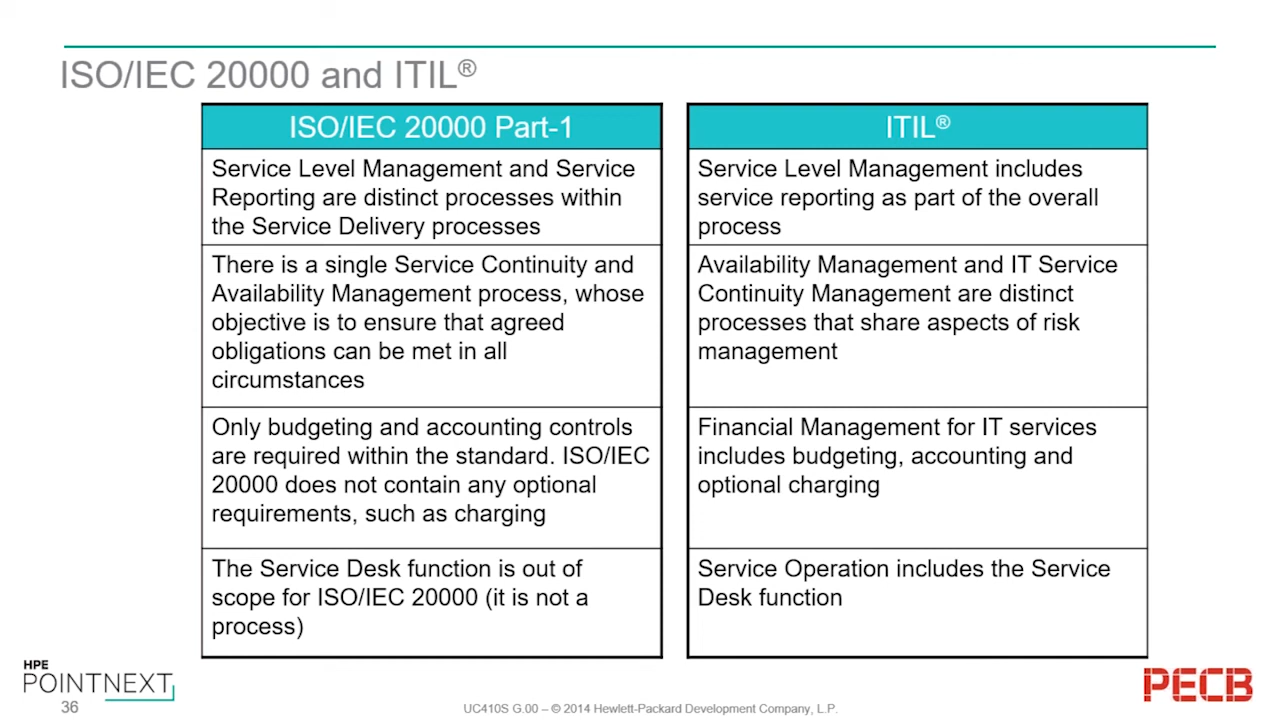 ISO/IEC 20000 and ITIL®
ISO/IEC 20000 Part-1
Service Level Management and Service
Reporting are distinct processes within
the Service Delivery processes
There is a single Service Continuity and
Availability Management process, whose
objective is to ensure that agreed
obligations can be met in all
circumstances
Only budgeting and accounting controls
are required within the standard. ISO/IEC
20000 does not contain any optional
requirements, such as charging
The Service Desk function is out of
scope for ISO/IEC 20000 (it is not a
process)
ITIL®
Service Level Management includes
service reporting as part of the overall
process
Availability Management and IT Service
Continuity Management are distinct
processes that share aspects of risk
management
Financial Management for IT services
includes budgeting, accounting and
optional charging
Service Operation includes the Service
Desk function
HPE
POINTNEXT
36
UC410S G.00 – © 2014 Hewlett-Packard Development Company, L.P.
PECB